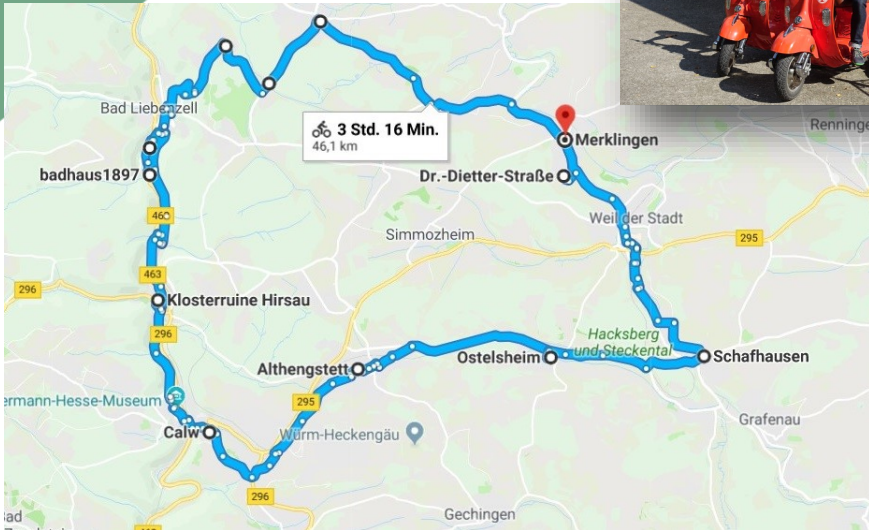 Bad Liebenzell
3 Std. 16 Min.
46,1 km
Merklingen
badhaus1897
Dr.-Dietter-Straße
Weil der Stadt
Simmozheim
295
463
296
Klosterruine Hirsau
296
Hacksberg
und Steckental
Althengstett
Ostelsheim
Schafhausen
ermann-Hesse-Museum
295
Grafenau
Calw
Würm-Heckengäu
296
Gechingen